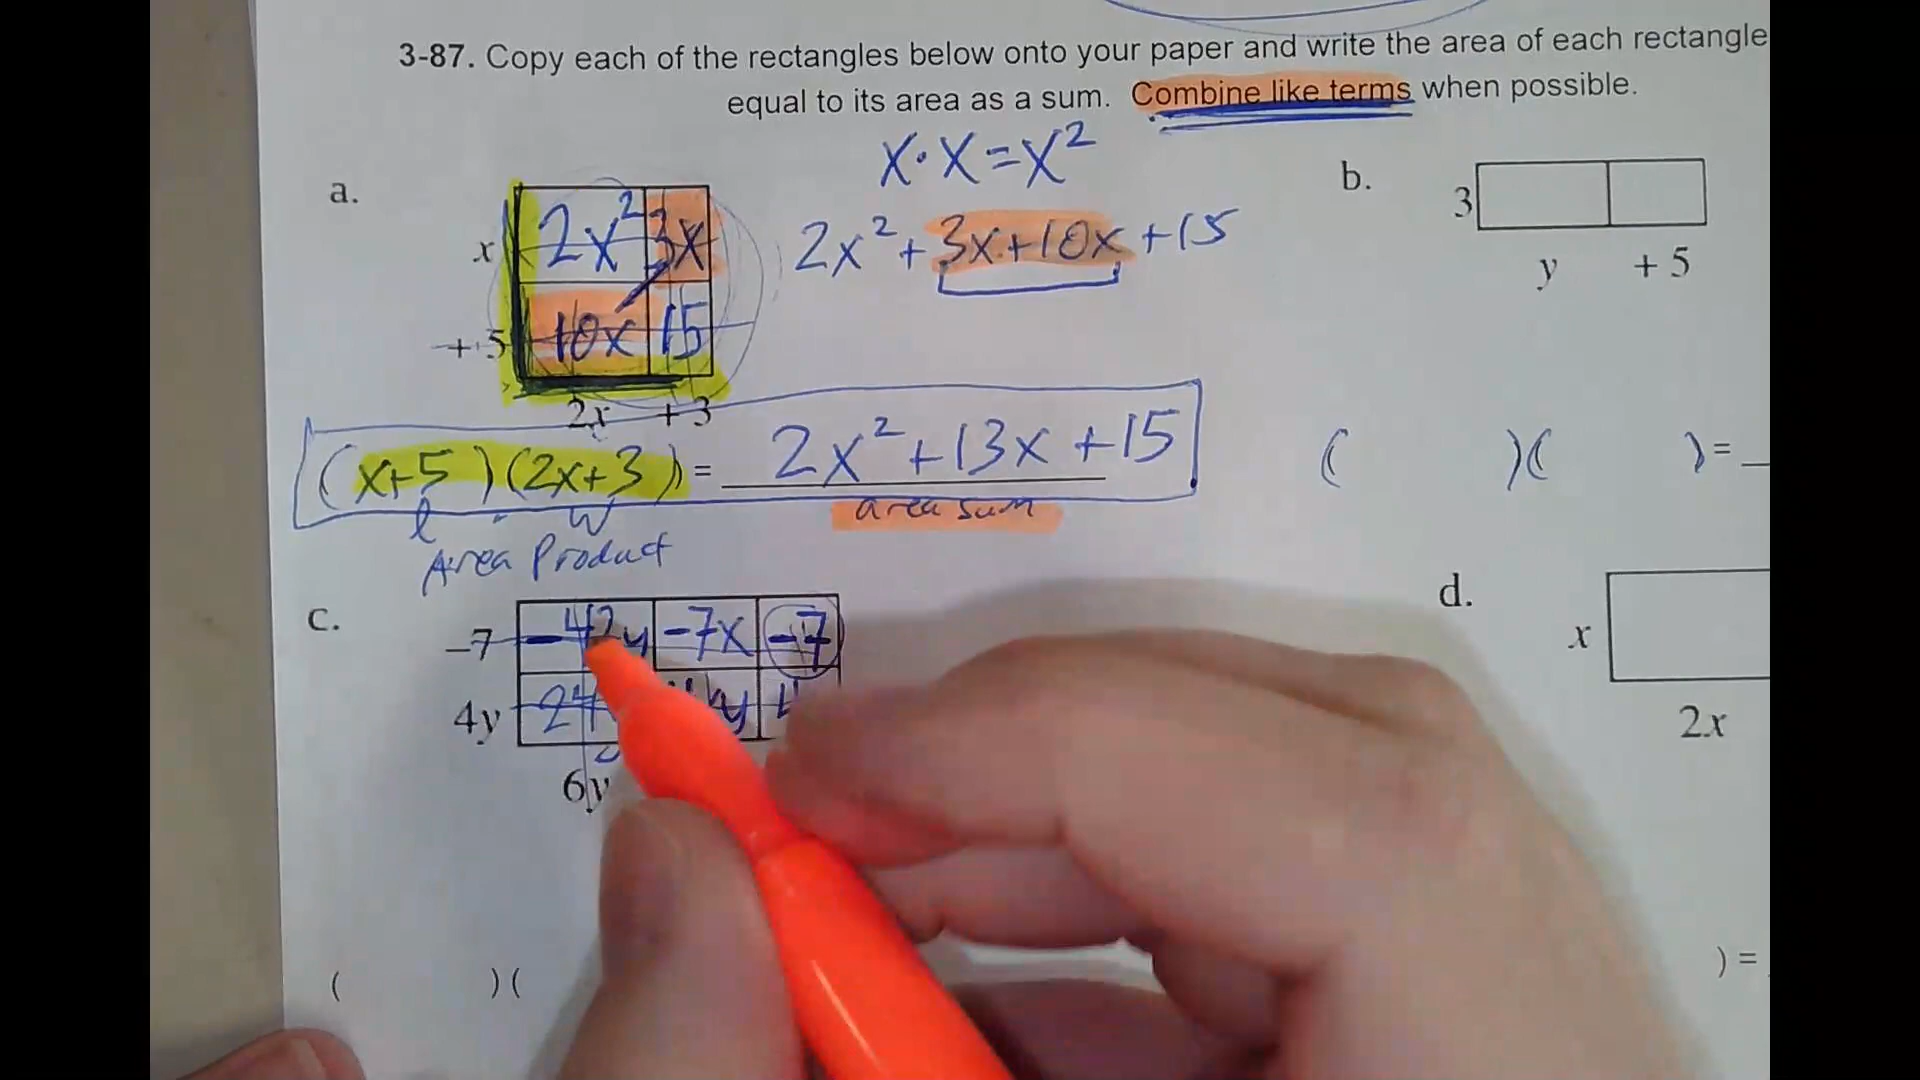 3-87. Copy each of the rectangles below onto your paper and write the area of each rectangle
equal to its area as a sum. Combine like terms when possible.
x·x=x²
a.
x 2x² 3x
+5 10x 15
2x +3
2x²+3x+10x+15
b.
3
y +5
(x+5)(2x+3)= 2x²+13x+15
l w
area sum
Area Product
( )( )=
c.
-7 -42y -7x -7
4y 24
6y
d.
x
2x
( )(
)=